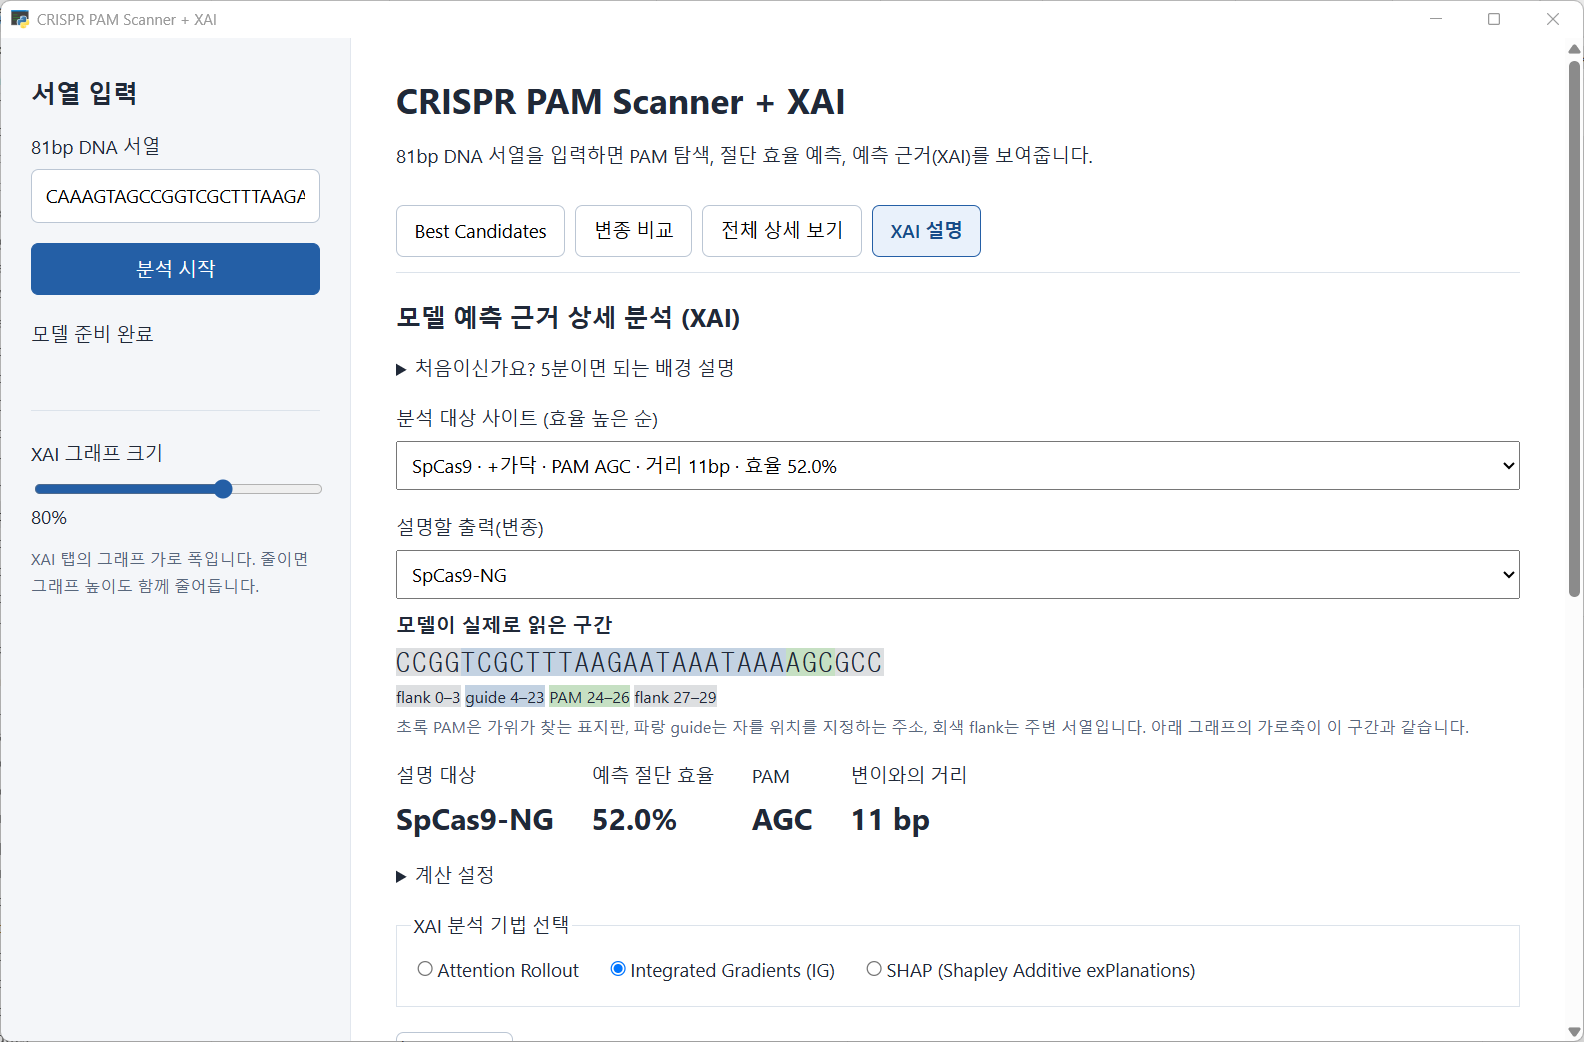 CRISPR PAM Scanner + XAI
서열 입력
81bp DNA 서열
CAAAGTAGCCGGTCGCTTTAAGA
분석 시작
모델 준비 완료
XAI 그래프 크기
80%
XAI 탭의 그래프 가로 폭입니다. 줄이면
그래프 높이도 함께 줄어듭니다.
CRISPR PAM Scanner + XAI
81bp DNA 서열을 입력하면 PAM 탐색, 절단 효율 예측, 예측 근거(XAI)를 보여줍니다.
Best Candidates
변종 비교
전체 상세 보기
XAI 설명
모델 예측 근거 상세 분석 (XAI)
처음이신가요? 5분이면 되는 배경 설명
분석 대상 사이트 (효율 높은 순)
SpCas9 · +가닥 · PAM AGC · 거리 11bp · 효율 52.0%
설명할 출력(변종)
SpCas9-NG
모델이 실제로 읽은 구간
CCGGTCGCTTTAAGAATAAATAAAAGCGCC
flank 0–3 guide 4–23 PAM 24–26 flank 27–29
초록 PAM은 가위가 찾는 표지판, 파랑 guide는 자를 위치를 지정하는 주소, 회색 flank는 주변 서열입니다. 아래 그래프의 가로축이 이 구간과 같습니다.
설명 대상 예측 절단 효율 PAM 변이와의 거리
SpCas9-NG 52.0% AGC 11 bp
계산 설정
XAI 분석 기법 선택
Attention Rollout Integrated Gradients (IG) SHAP (Shapley Additive exPlanations)